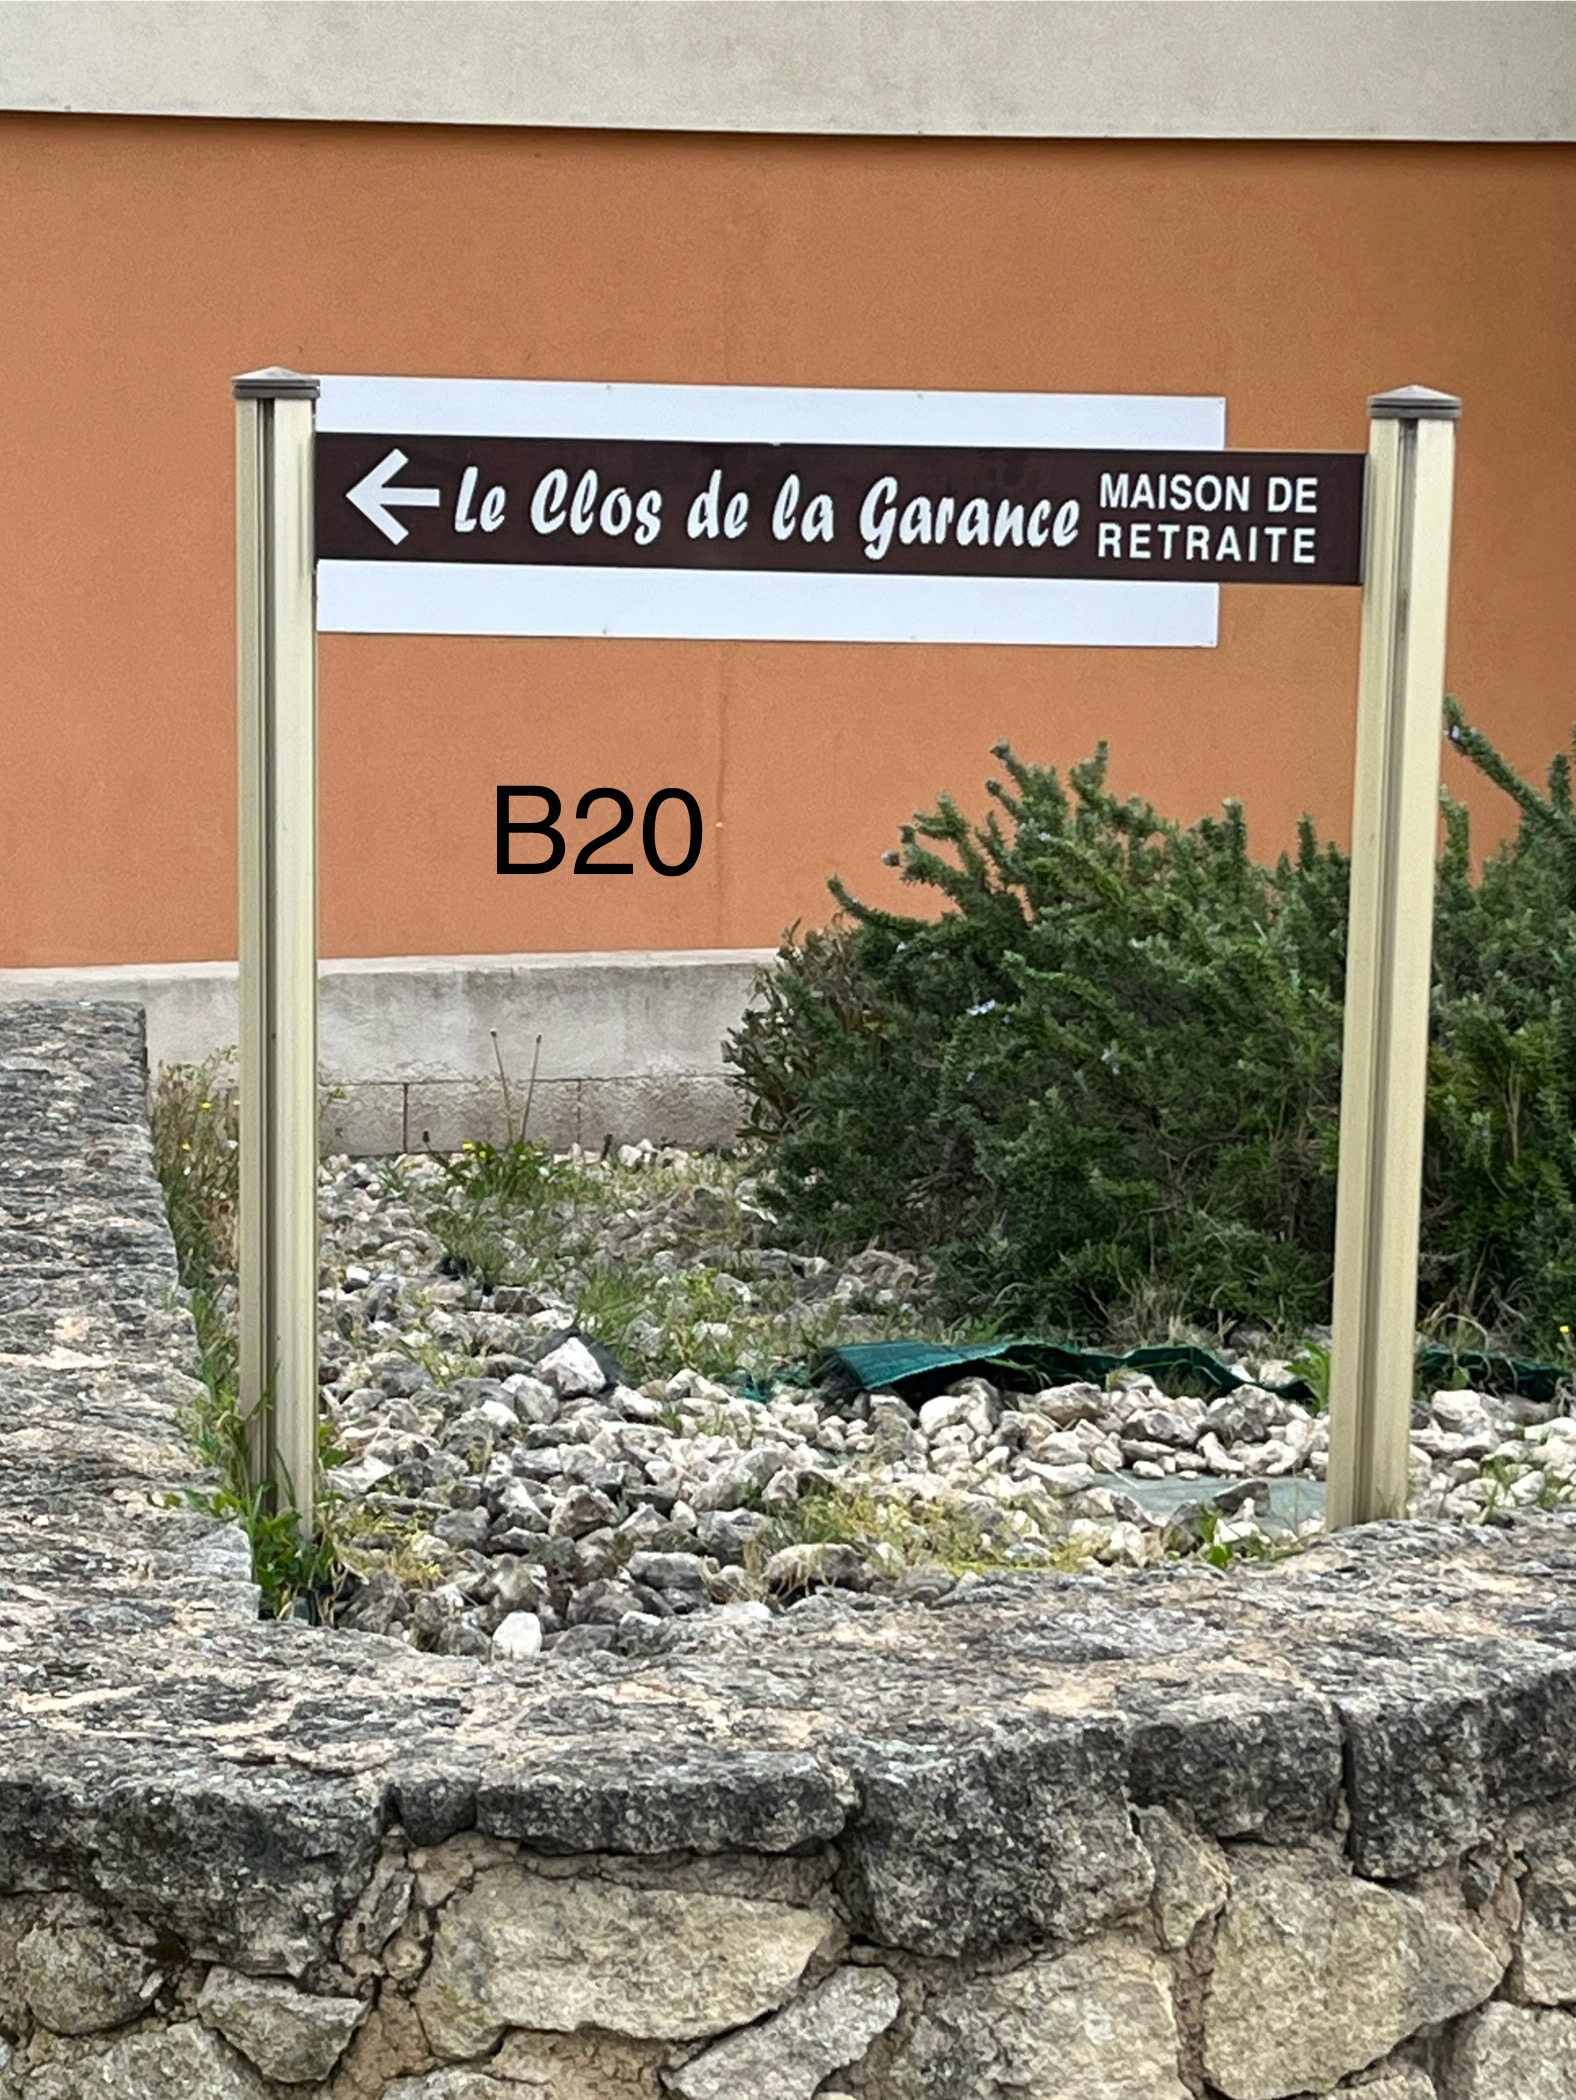 Le Clos de la Garance
MAISON DE
RETRAITE
B20